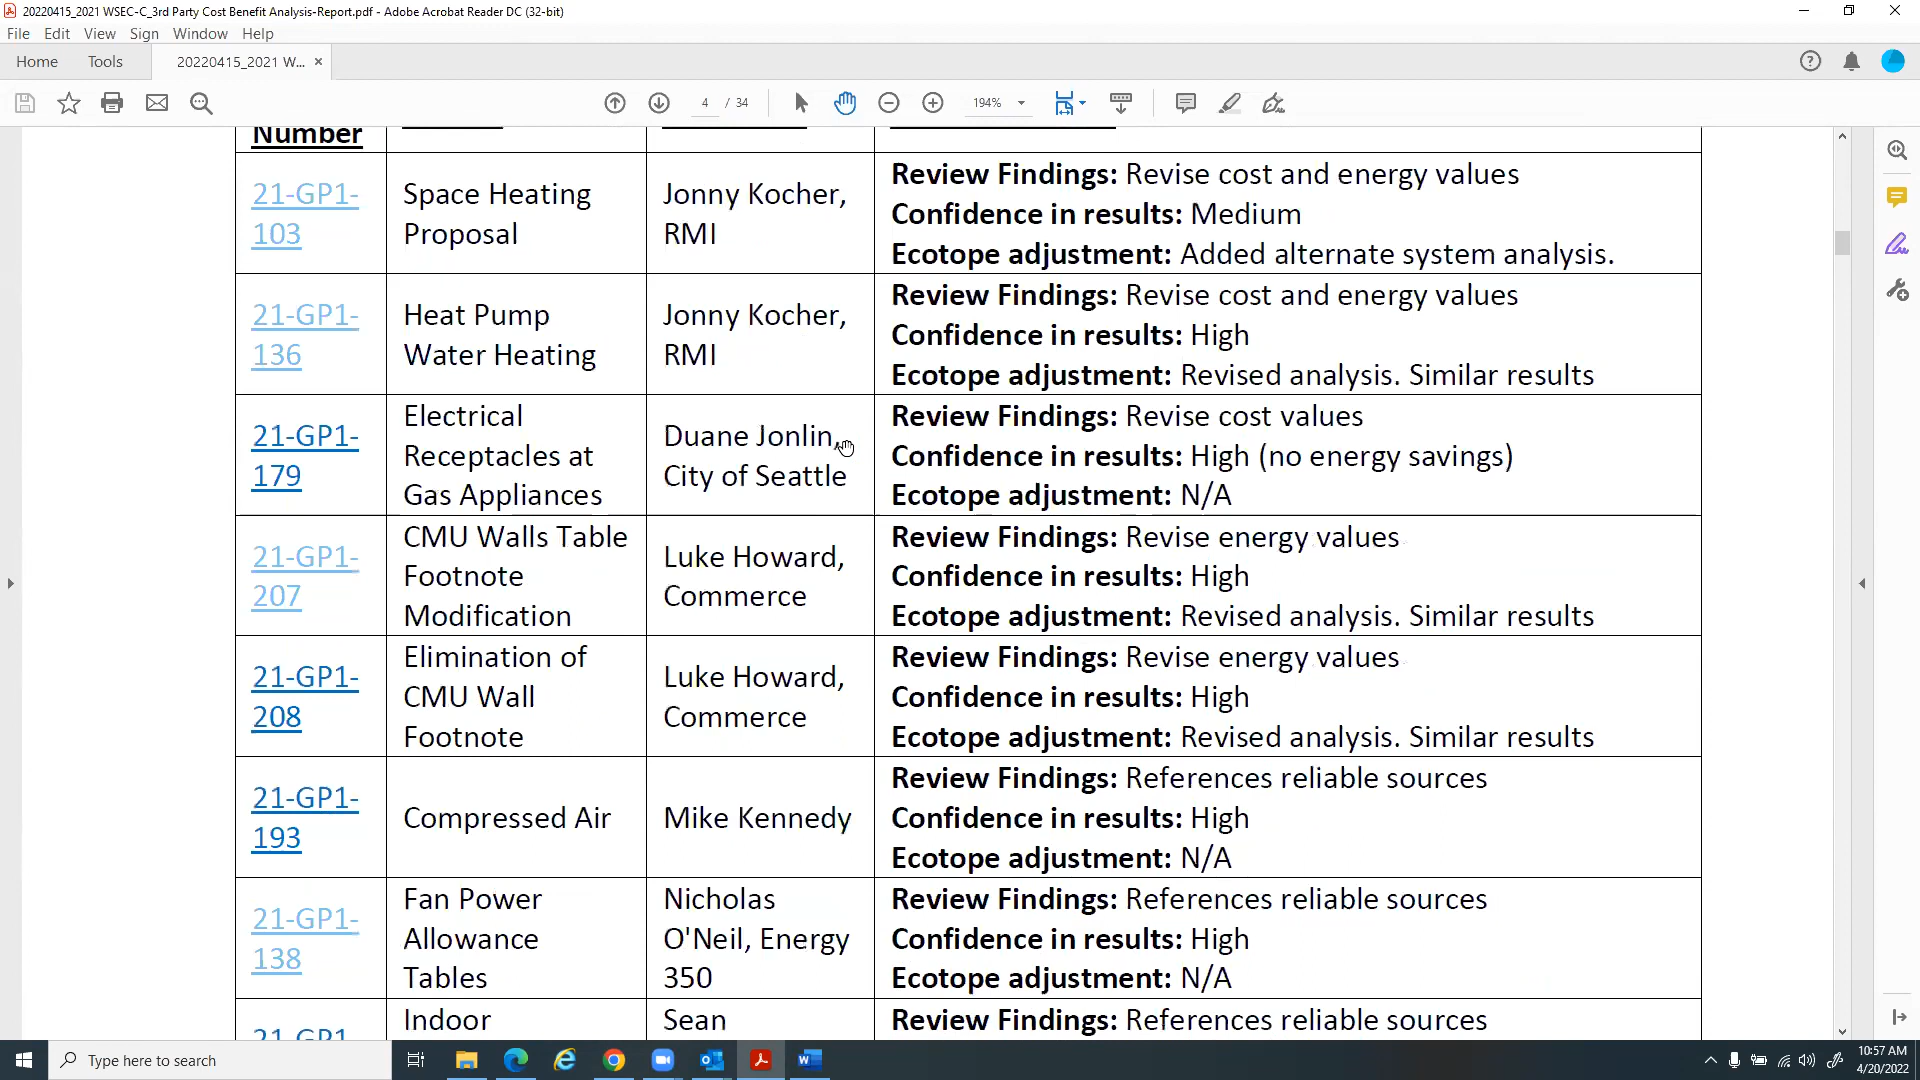 20220415_2021 WSEC-C_3rd Party Cost Benefit Analysis-Report.pdf - Adobe Acrobat Reader DC (32-bit)
File Edit View Sign Window Help
Home Tools 20220415_2021 W... ×
4 / 34 194%
Number
21-GP1-
103
Space Heating
Proposal
Jonny Kocher,
RMI
Review Findings: Revise cost and energy values
Confidence in results: Medium
Ecotope adjustment: Added alternate system analysis.
21-GP1-
136
Heat Pump
Water Heating
Jonny Kocher,
RMI
Review Findings: Revise cost and energy values
Confidence in results: High
Ecotope adjustment: Revised analysis. Similar results
21-GP1-
179
Electrical
Receptacles at
Gas Appliances
Duane Jonlin,
City of Seattle
Review Findings: Revise cost values
Confidence in results: High (no energy savings)
Ecotope adjustment: N/A
21-GP1-
207
CMU Walls Table
Footnote
Modification
Luke Howard,
Commerce
Review Findings: Revise energy values
Confidence in results: High
Ecotope adjustment: Revised analysis. Similar results
21-GP1-
208
Elimination of
CMU Wall
Footnote
Luke Howard,
Commerce
Review Findings: Revise energy values
Confidence in results: High
Ecotope adjustment: Revised analysis. Similar results
21-GP1-
193
Compressed Air
Mike Kennedy
Review Findings: References reliable sources
Confidence in results: High
Ecotope adjustment: N/A
21-GP1-
138
Fan Power
Allowance
Tables
Nicholas
O'Neil, Energy
350
Review Findings: References reliable sources
Confidence in results: High
Ecotope adjustment: N/A
21-GP1-
Indoor
Sean
Review Findings: References reliable sources
Type here to search
10:57 AM
4/20/2022